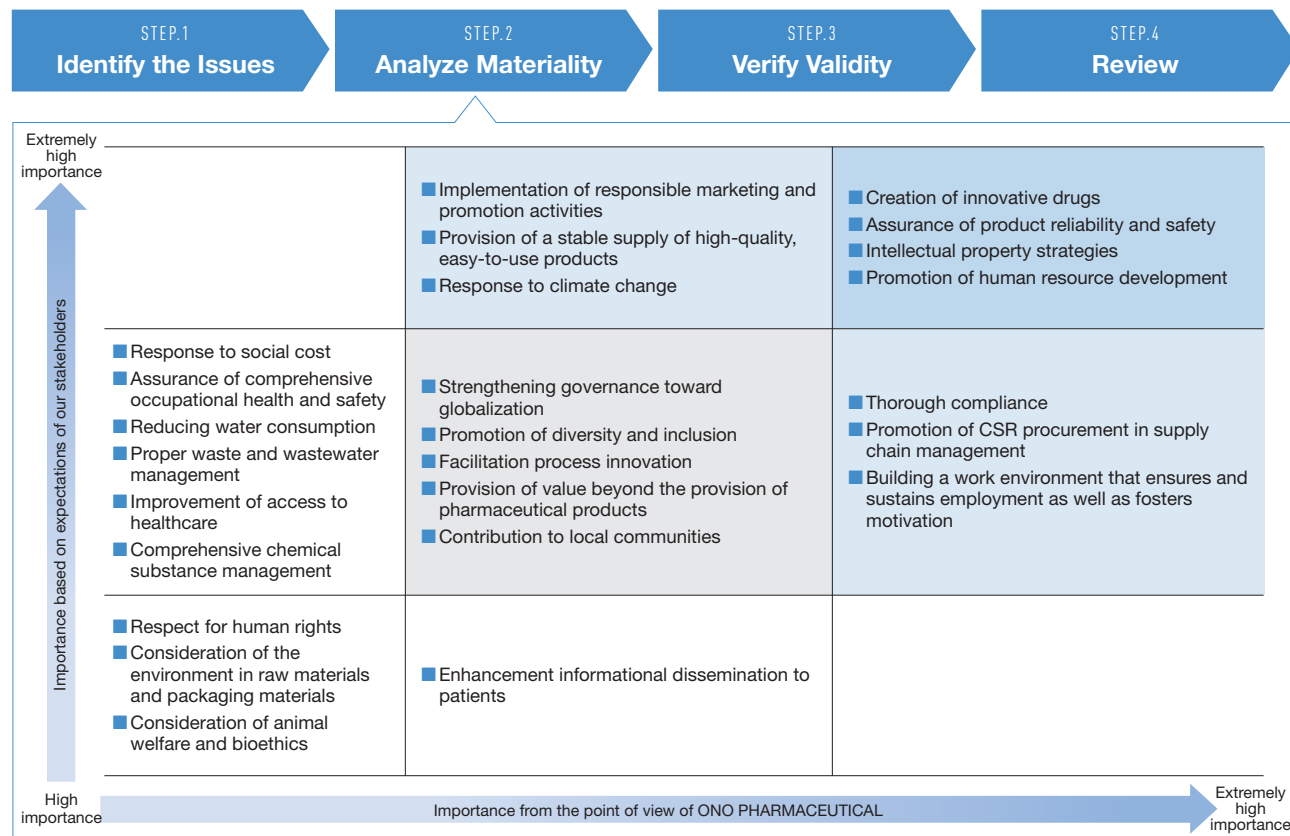 STEP.1
Identify the Issues
STEP.2
Analyze Materiality
STEP.3
Verify Validity
STEP.4
Review
Extremely
high
importance
Importance based on expectations of our stakeholders
High
importance
Implementation of responsible marketing and
promotion activities
Provision of a stable supply of high-quality,
easy-to-use products
Response to climate change
Creation of innovative drugs
Assurance of product reliability and safety
Intellectual property strategies
Promotion of human resource development
Response to social cost
Assurance of comprehensive
occupational health and safety
Reducing water consumption
Proper waste and wastewater
management
Improvement of access to
healthcare
Comprehensive chemical
substance management
Strengthening governance toward
globalization
Promotion of diversity and inclusion
Facilitation process innovation
Provision of value beyond the provision of
pharmaceutical products
Contribution to local communities
Thorough compliance
Promotion of CSR procurement in supply
chain management
Building a work environment that ensures and
sustains employment as well as fosters
motivation
Respect for human rights
Consideration of the
environment in raw materials
and packaging materials
Consideration of animal
welfare and bioethics
Enhancement informational dissemination to
patients
Importance from the point of view of ONO PHARMACEUTICAL
Extremely
high
importance